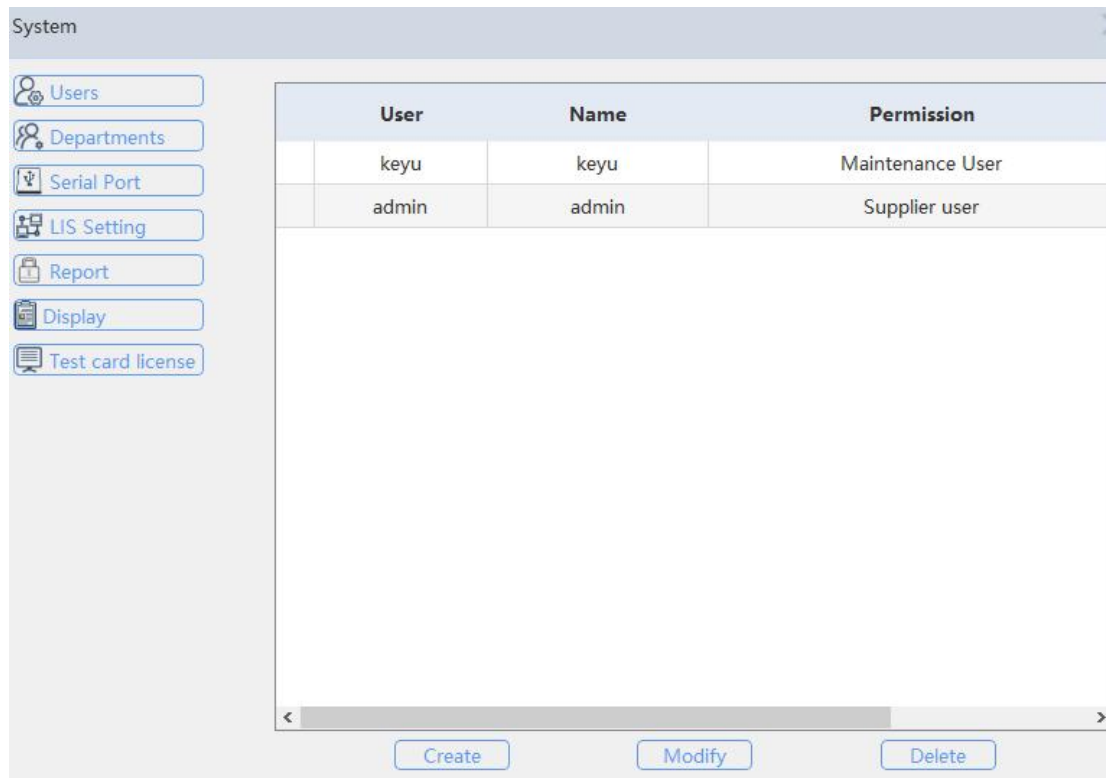 System
Users
Departments
Serial Port
LIS Setting
Report
Display
Test card license
User Name Permission
keyu keyu Maintenance User
admin admin Supplier user
Create Modify Delete